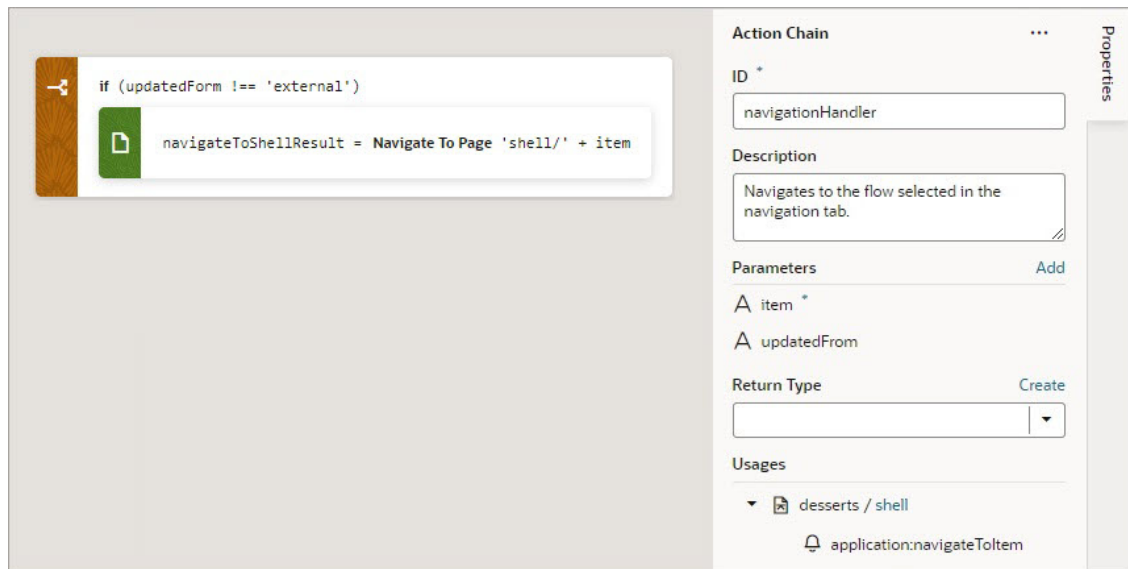 if (updatedForm !== 'external')
navigateToShellResult = Navigate To Page 'shell/' + item
Action Chain
ID *
navigationHandler
Description
Navigates to the flow selected in the
navigation tab.
Parameters Add
A item *
A updatedFrom
Return Type Create
Usages
desserts / shell
application:navigateToItem
Properties